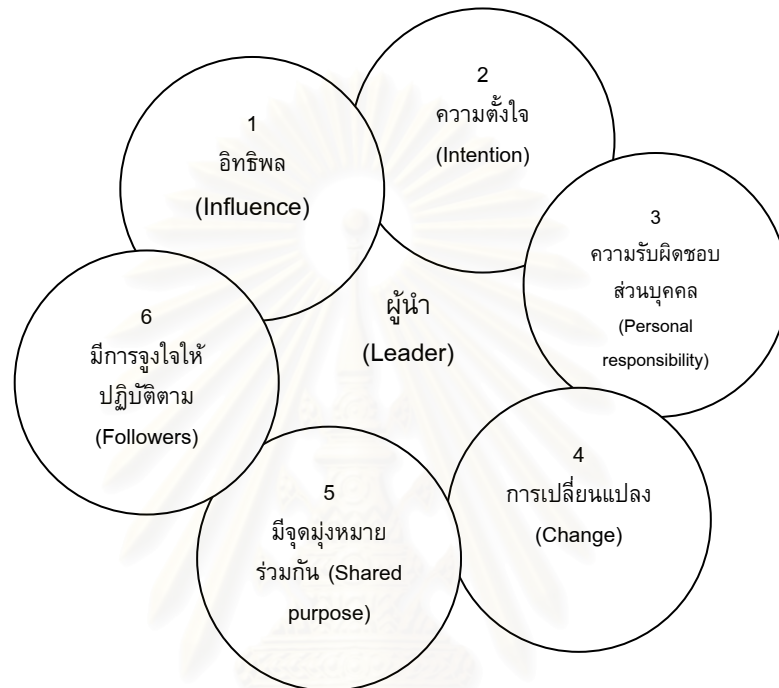 1
อิทธิพล
(Influence)
2
ความตั้งใจ
(Intention)
3
ความรับผิดชอบ
ส่วนบุคคล
(Personal
responsibility)
4
การเปลี่ยนแปลง
(Change)
5
มีจุดมุ่งหมาย
ร่วมกัน (Shared
purpose)
6
มีการจูงใจให้
ปฏิบัติตาม
(Followers)
ผู้นำ
(Leader)